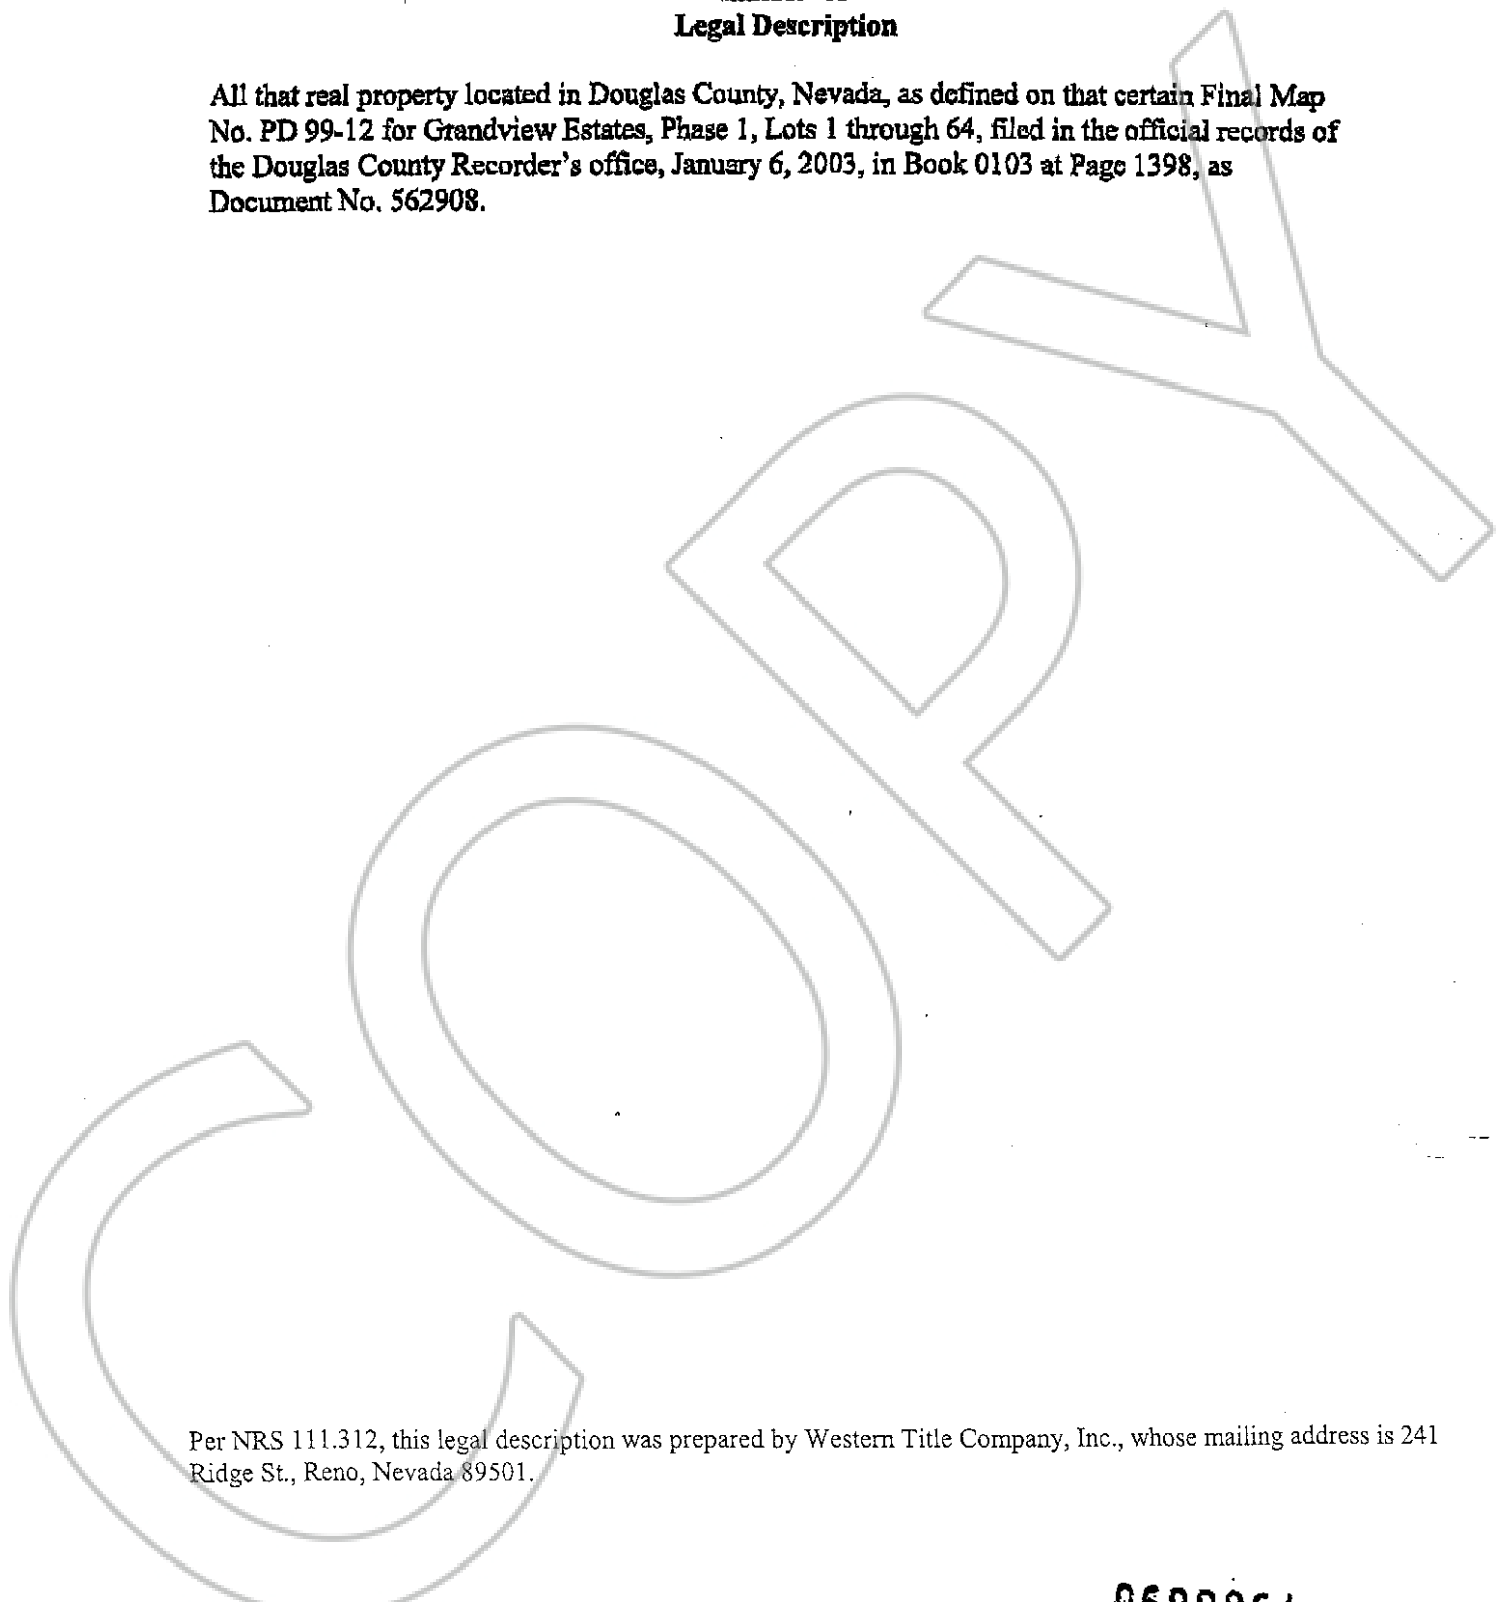 Legal Description
All that real property located in Douglas County, Nevada, as defined on that certain Final Map
No. PD 99-12 for Grandview Estates, Phase 1, Lots 1 through 64, filed in the official records of
the Douglas County Recorder's office, January 6, 2003, in Book 0103 at Page 1398, as
Document No. 562908.
COPY
Per NRS 111.312, this legal description was prepared by Western Title Company, Inc., whose mailing address is 241
Ridge St., Reno, Nevada 89501.